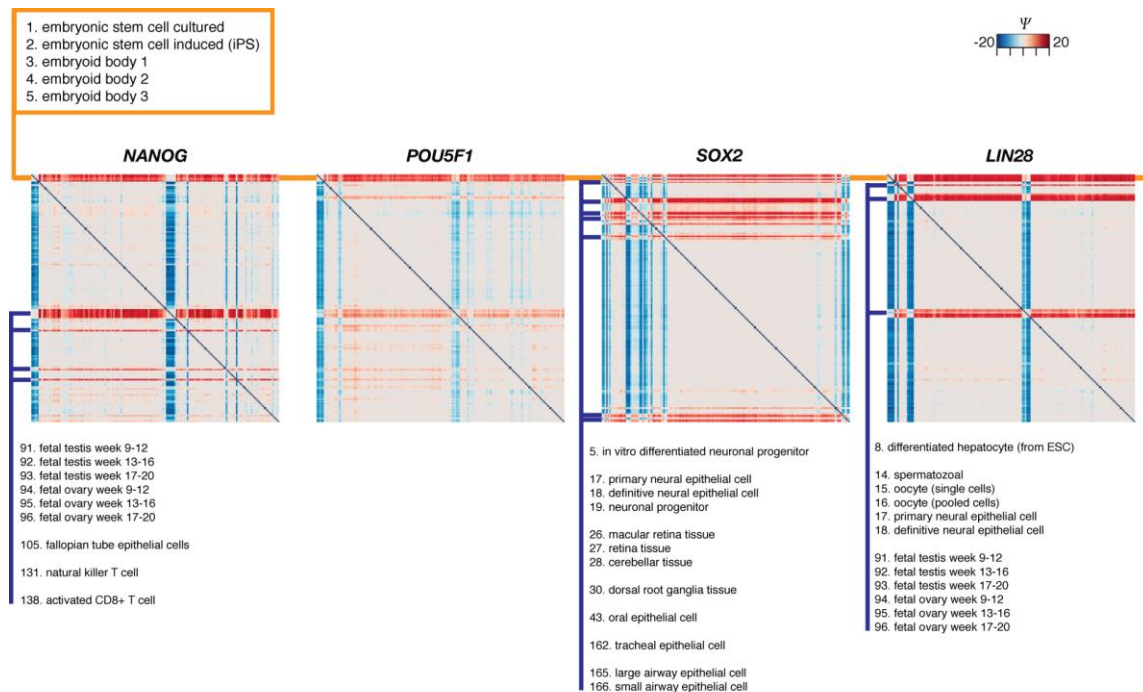 1. embryonic stem cell cultured
2. embryonic stem cell induced (iPS)
3. embryoid body 1
4. embryoid body 2
5. embryoid body 3
Ψ
-20 20
NANOG
POU5F1
SOX2
LIN28
91. fetal testis week 9-12
92. fetal testis week 13-16
93. fetal testis week 17-20
94. fetal ovary week 9-12
95. fetal ovary week 13-16
96. fetal ovary week 17-20
105. fallopian tube epithelial cells
131. natural killer T cell
138. activated CD8+ T cell
5. in vitro differentiated neuronal progenitor
17. primary neural epithelial cell
18. definitive neural epithelial cell
19. neuronal progenitor
26. macular retina tissue
27. retina tissue
28. cerebellar tissue
30. dorsal root ganglia tissue
43. oral epithelial cell
162. tracheal epithelial cell
165. large airway epithelial cell
166. small airway epithelial cell
8. differentiated hepatocyte (from ESC)
14. spermatozoal
15. oocyte (single cells)
16. oocyte (pooled cells)
17. primary neural epithelial cell
18. definitive neural epithelial cell
91. fetal testis week 9-12
92. fetal testis week 13-16
93. fetal testis week 17-20
94. fetal ovary week 9-12
95. fetal ovary week 13-16
96. fetal ovary week 17-20